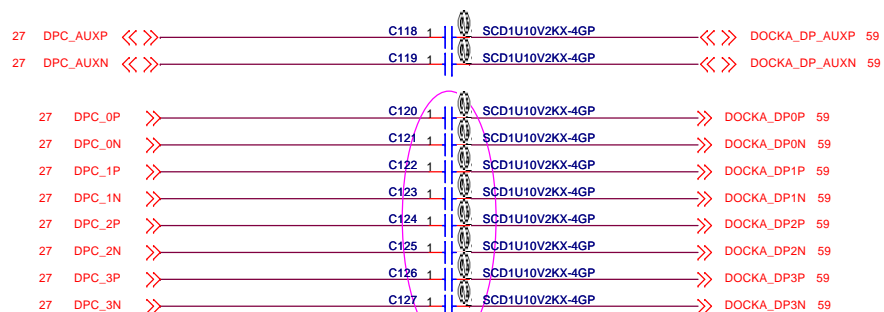 27 DPC_AUXP C118 1 SCD1U10V2KX-4GP DOCKA_DP_AUXP 59
27 DPC_AUXN C119 1 SCD1U10V2KX-4GP DOCKA_DP_AUXN 59
27 DPC_0P C120 1 SCD1U10V2KX-4GP DOCKA_DP0P 59
27 DPC_0N C121 1 SCD1U10V2KX-4GP DOCKA_DP0N 59
27 DPC_1P C122 1 SCD1U10V2KX-4GP DOCKA_DP1P 59
27 DPC_1N C123 1 SCD1U10V2KX-4GP DOCKA_DP1N 59
27 DPC_2P C124 1 SCD1U10V2KX-4GP DOCKA_DP2P 59
27 DPC_2N C125 1 SCD1U10V2KX-4GP DOCKA_DP2N 59
27 DPC_3P C126 1 SCD1U10V2KX-4GP DOCKA_DP3P 59
27 DPC_3N C127 1 SCD1U10V2KX-4GP DOCKA_DP3N 59